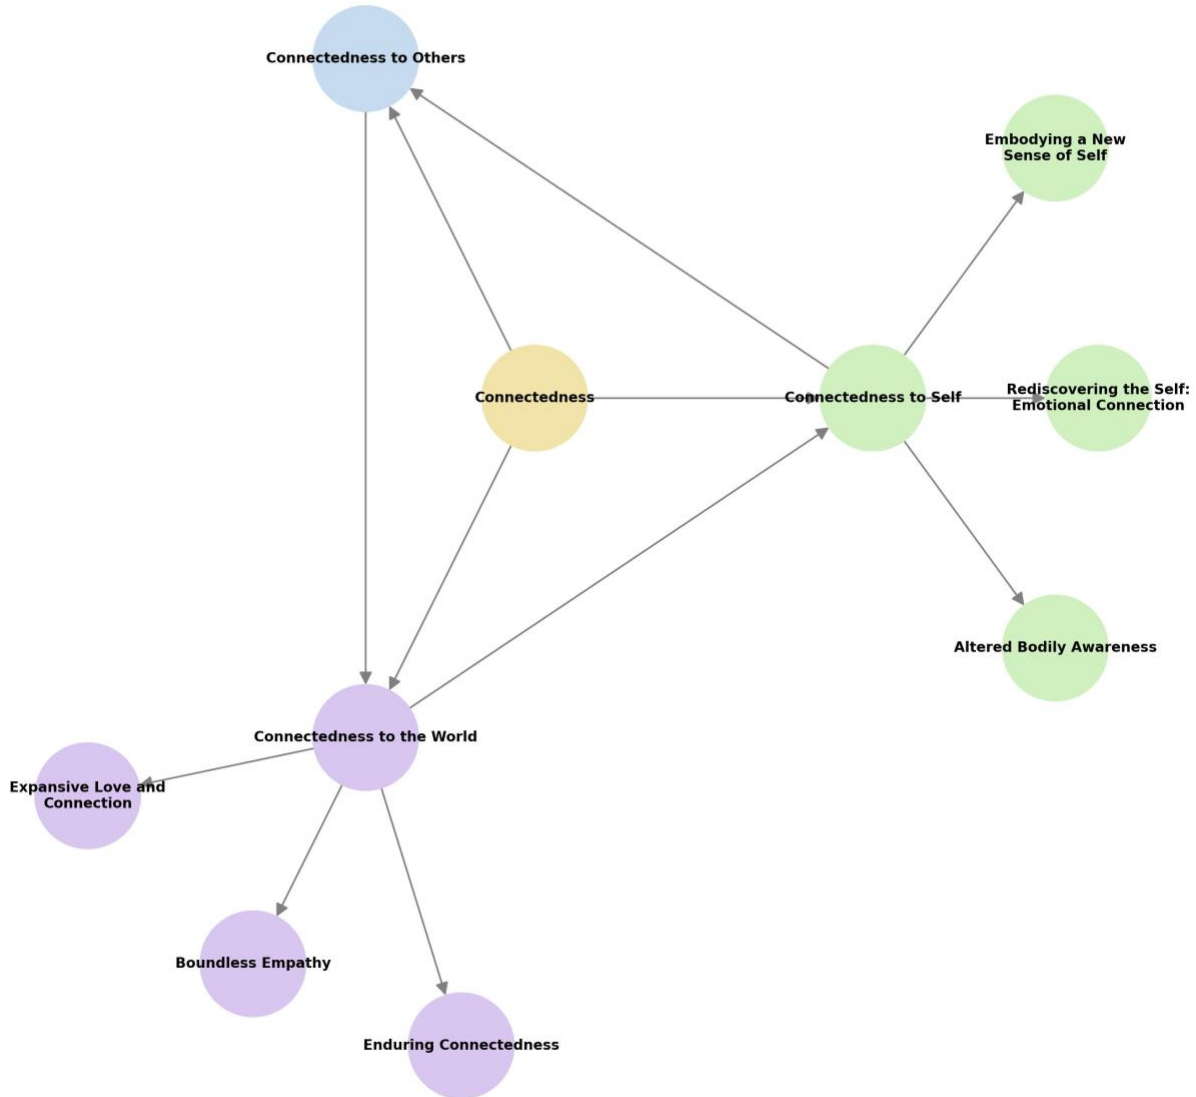 Connectedness to Others
Embodying a New
Sense of Self
Connectedness
Connectedness to Self
Rediscovering the Self:
Emotional Connection
Altered Bodily Awareness
Connectedness to the World
Expansive Love and
Connection
Boundless Empathy
Enduring Connectedness